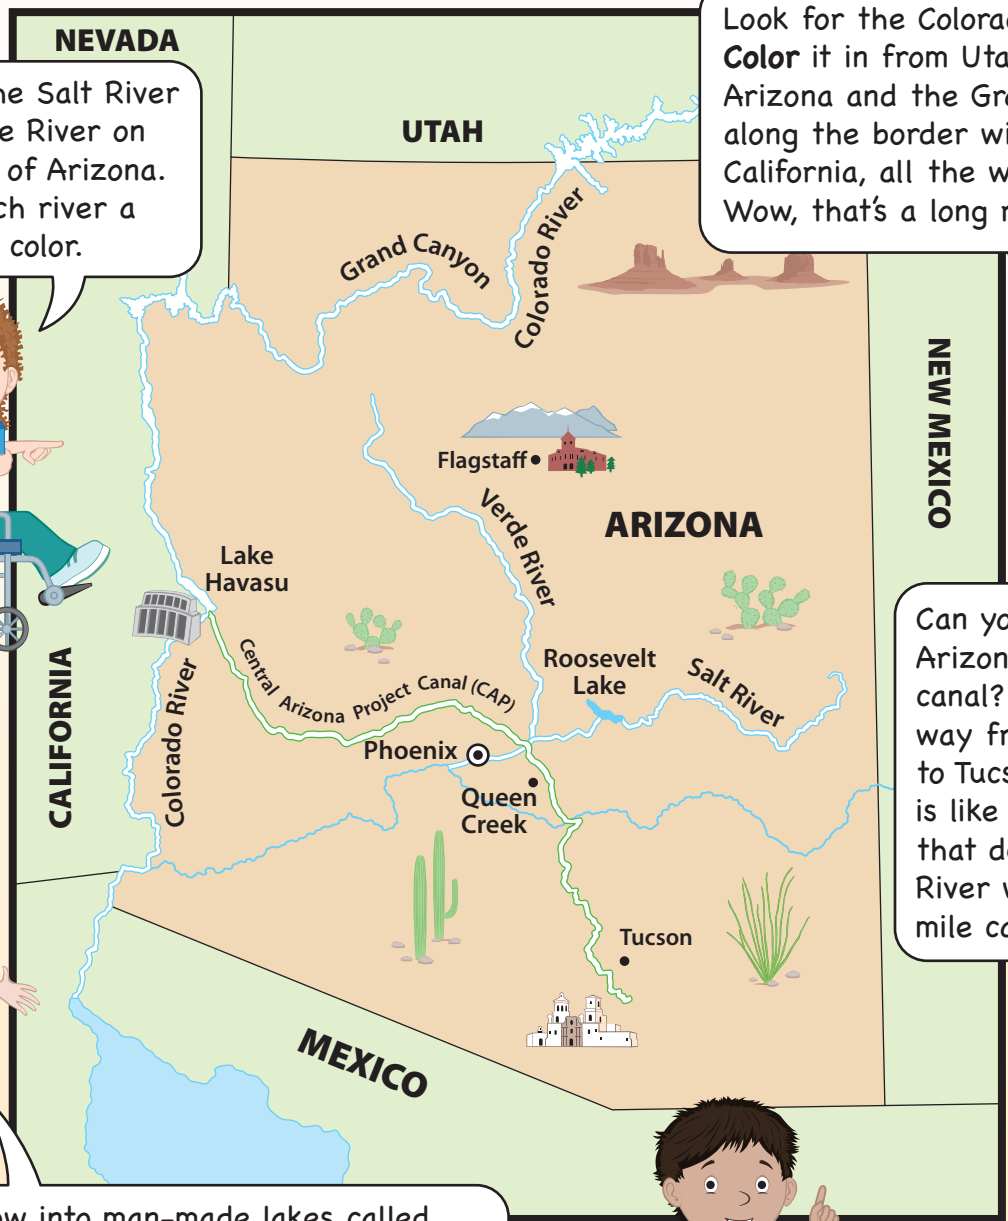 NEVADA
he Salt River
e River on
of Arizona.
ch river a
color.
UTAH
Look for the Colorad
Color it in from Uta
Arizona and the Gra
along the border wi
California, all the w
Wow, that's a long r
Grand Canyon
Colorado River
NEW MEXICO
Flagstaff
Verde River
ARIZONA
Lake
Havasu
CALIFORNIA
Colorado River
Central Arizona Project Canal (CAP)
Roosevelt
Lake
Salt River
Phoenix
Queen
Creek
Can yo
Arizon
canal?
way fr
to Tucs
is like
that de
River w
mile ca
Tucson
MEXICO
ow into man-made lakes called